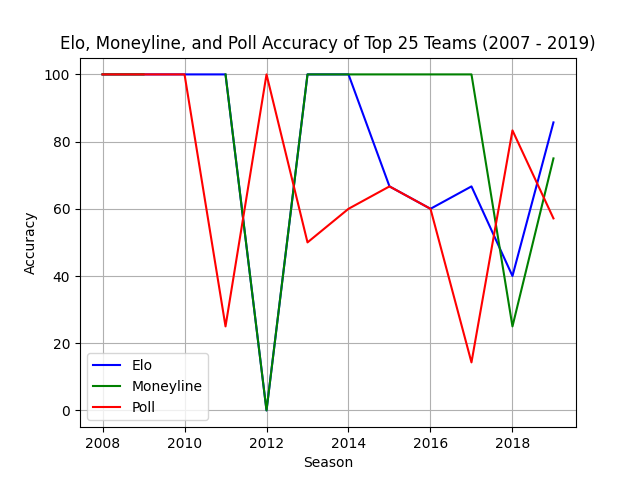 Elo, Moneyline, and Poll Accuracy of Top 25 Teams (2007 - 2019)
100
80
60
40
20
0
Accuracy
Elo
Moneyline
Poll
2008 2010 2012 2014 2016 2018
Season